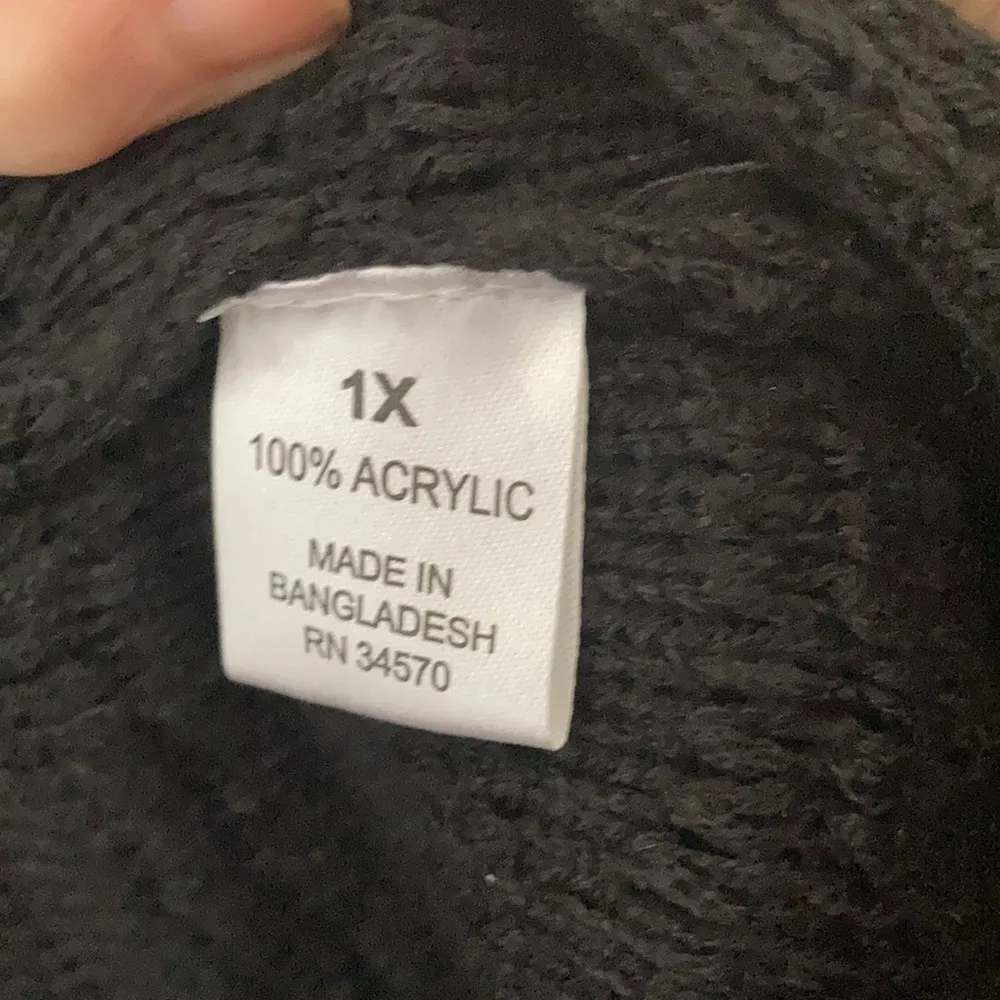 1X
100% ACRYLIC
MADE IN
BANGLADESH
RN 34570